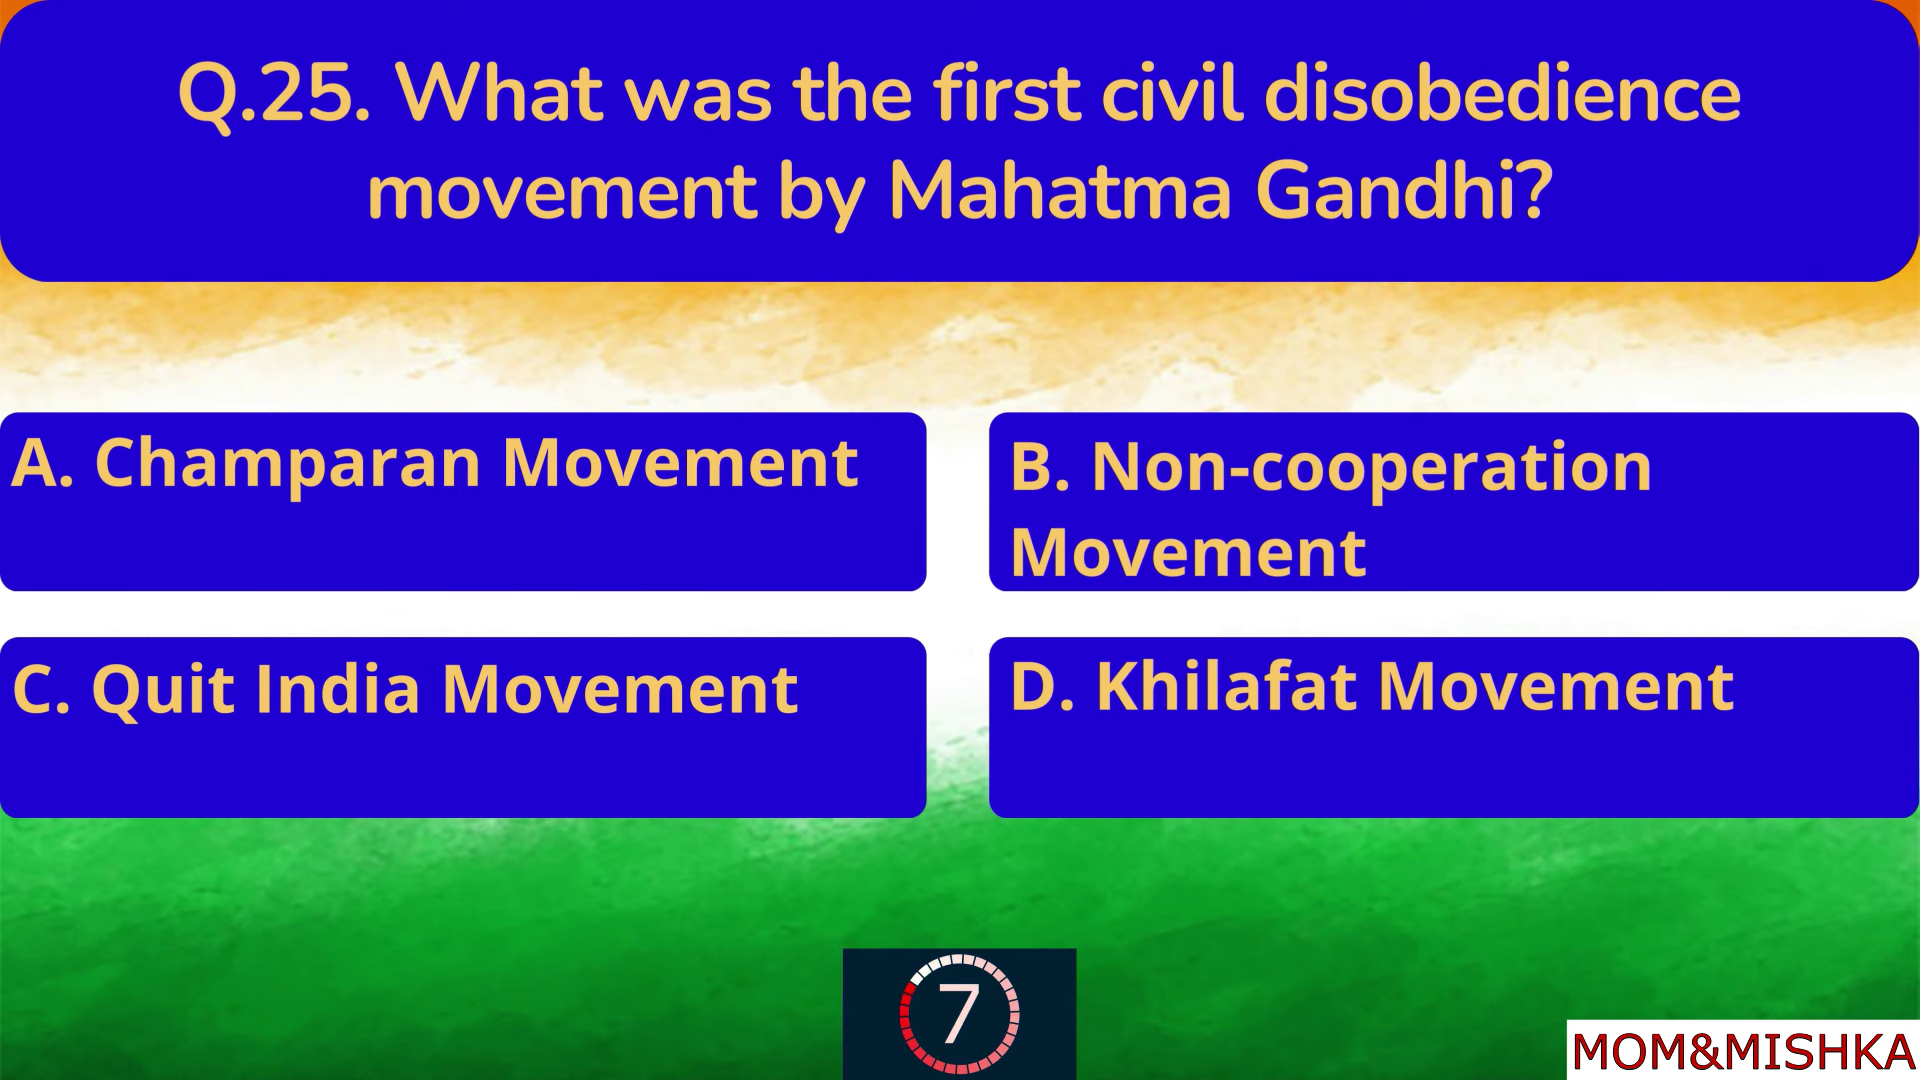 Q.25. What was the first civil disobedience
movement by Mahatma Gandhi?
A. Champaran Movement
B. Non-cooperation
Movement
C. Quit India Movement
D. Khilafat Movement
7
MOM&MISHKA